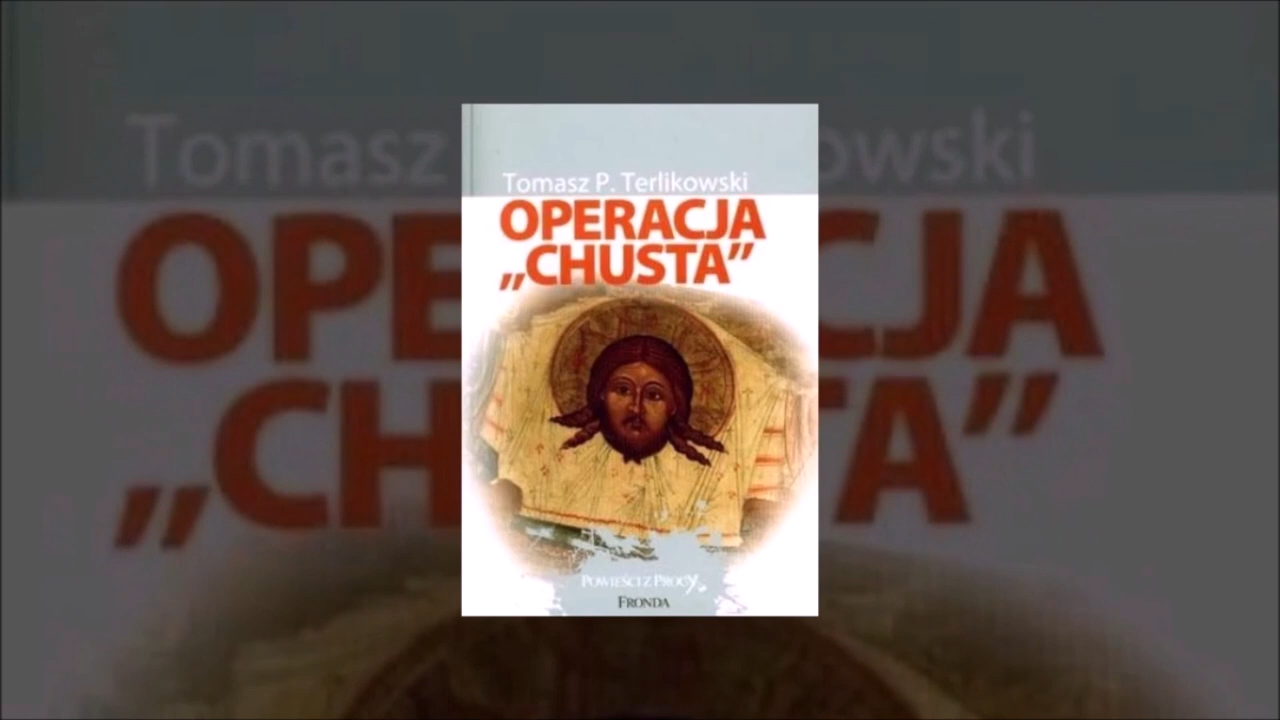 Tomasz P. Terlikowski
OPERACJA
„CHUSTA”
POWIEŚCI Z PROCY
FRONDA